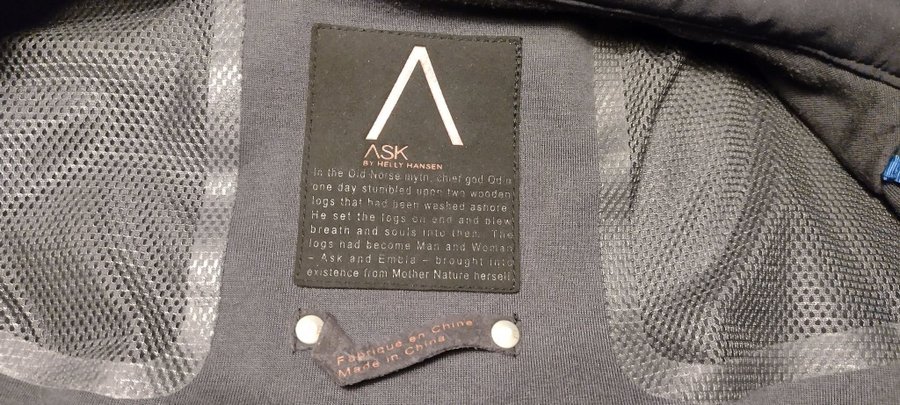 ASK
BY HELLY HANSEN
In the Old Norse myth, chief god Odin
one day stumbled upon two wooden
logs that had been washed ashore.
He set the logs on end and blew
breath and souls into them. The
logs had become Man and Woman
– Ask and Embla – brought into
existence from Mother Nature herself.
Fabriqué en Chine
Made in China